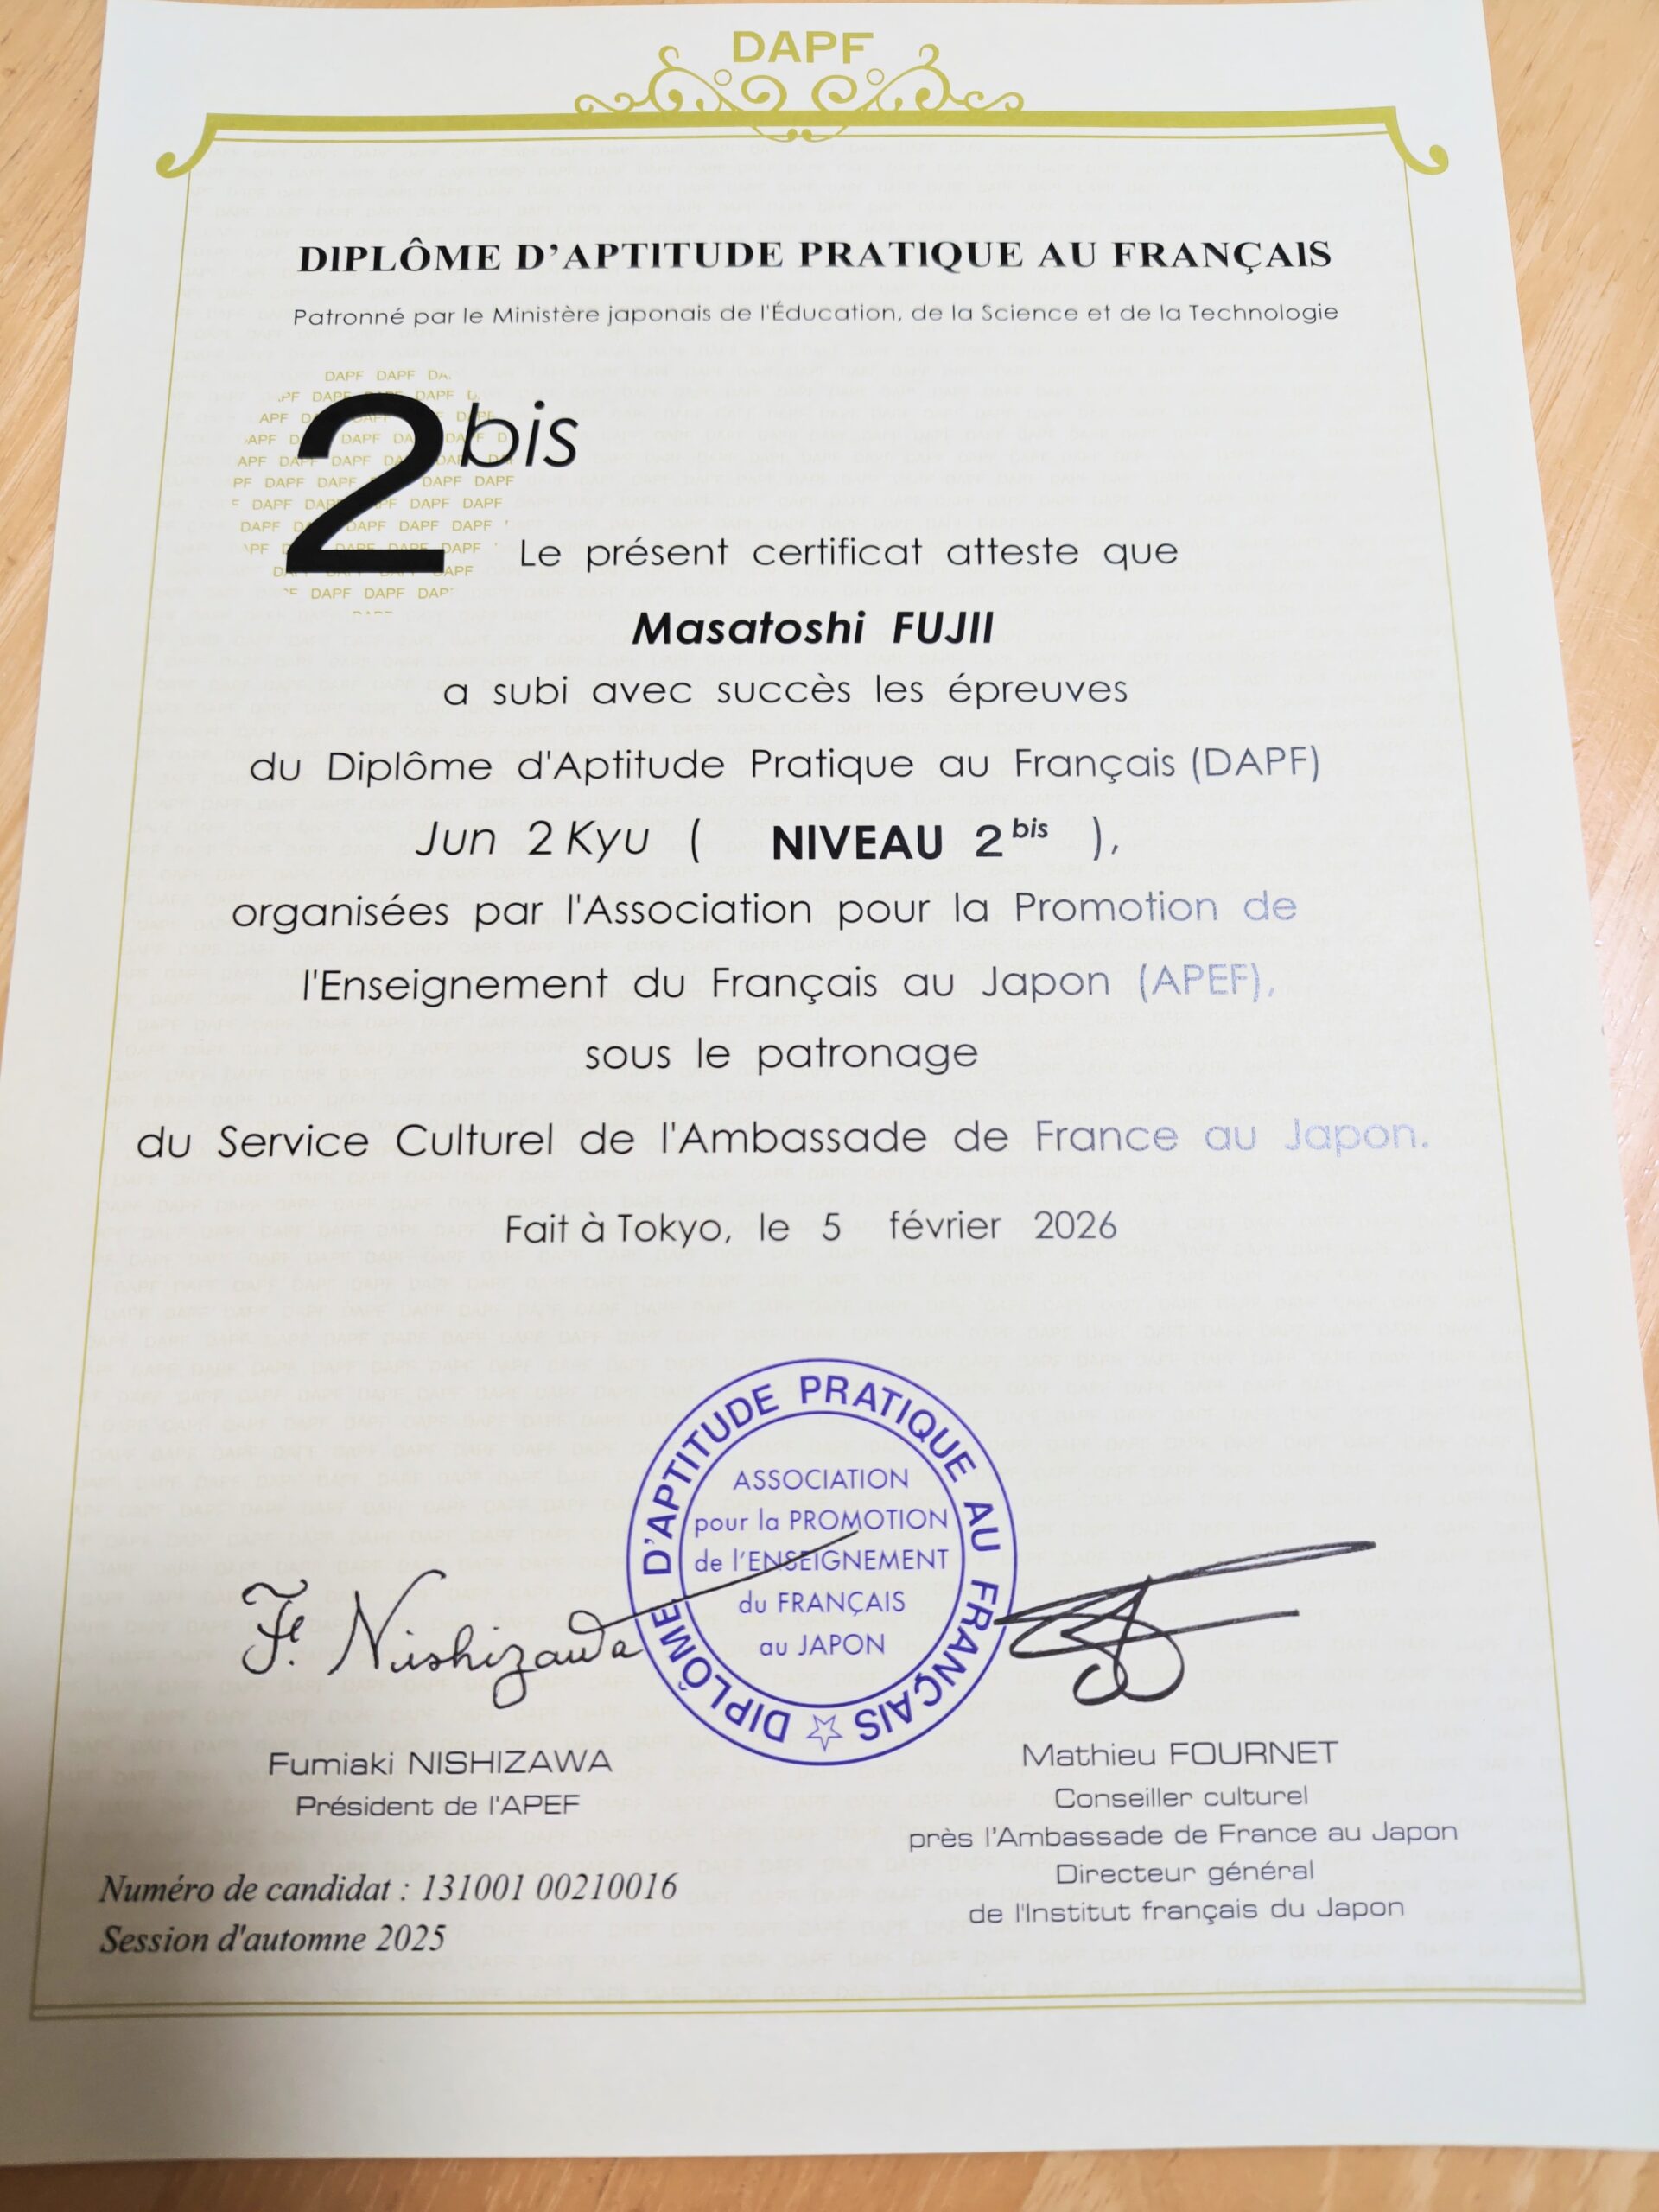 DAPF
DIPLÔME D’APTITUDE PRATIQUE AU FRANÇAIS
Patronné par le Ministère japonais de l'Éducation, de la Science et de la Technologie
2 bis
Le présent certificat atteste que
Masatoshi FUJII
a subi avec succès les épreuves
du Diplôme d'Aptitude Pratique au Français (DAPF)
Jun 2 Kyu ( NIVEAU 2 bis ),
organisées par l'Association pour la Promotion de
l'Enseignement du Français au Japon (APEF),
sous le patronage
du Service Culturel de l'Ambassade de France au Japon.
Fait à Tokyo, le 5 février 2026
DIPLÔME D’APTITUDE PRATIQUE AU FRANÇAIS
ASSOCIATION
pour la PROMOTION
de l’ENSEIGNEMENT
du FRANÇAIS
au JAPON
F. Nishizawa
Fumiaki NISHIZAWA
Président de l'APEF
Mathieu FOURNET
Conseiller culturel
près l'Ambassade de France au Japon
Directeur général
de l'Institut français du Japon
Numéro de candidat : 131001 00210016
Session d'automne 2025